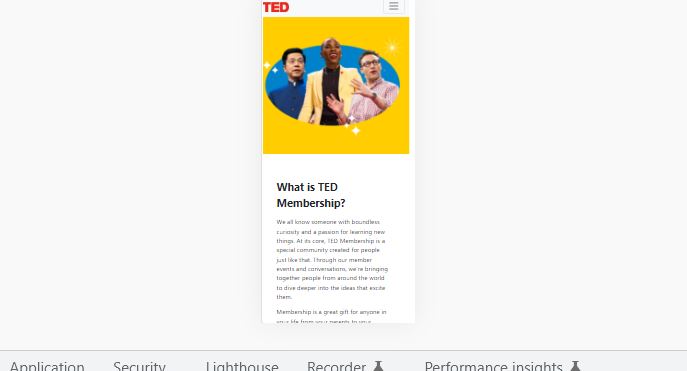 TED
What is TED
Membership?
We all know someone with boundless
curiosity and a passion for learning new
things. At its core, TED Membership is a
special community created for people
just like that. Through our member
events and conversations, we're bringing
together people from around the world
to dive deeper into the ideas that excite
them.
Membership is a great gift for anyone in
your life from your parents to your
Application Security Lighthouse Recorder Performance insights